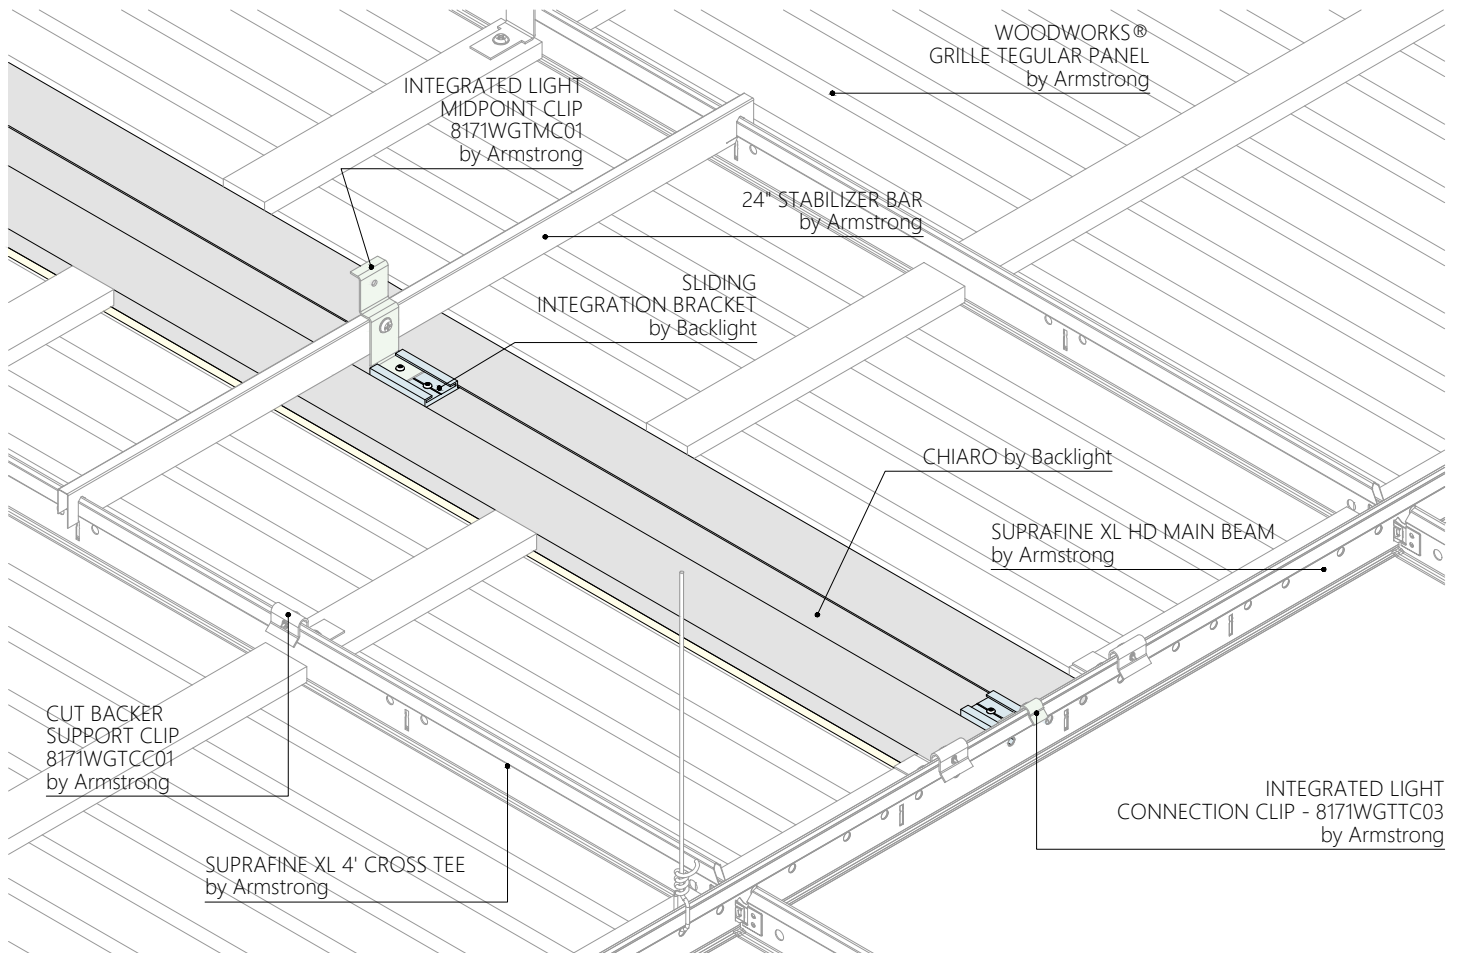 WOODWORKS®
GRILLE TEGULAR PANEL
by Armstrong
INTEGRATED LIGHT
MIDPOINT CLIP
8171WGTMC01
by Armstrong
24" STABILIZER BAR
by Armstrong
SLIDING
INTEGRATION BRACKET
by Backlight
CHIARO by Backlight
SUPRAFINE XL HD MAIN BEAM
by Armstrong
CUT BACKER
SUPPORT CLIP
8171WGTCC01
by Armstrong
INTEGRATED LIGHT
CONNECTION CLIP - 8171WGTTC03
by Armstrong
SUPRAFINE XL 4' CROSS TEE
by Armstrong